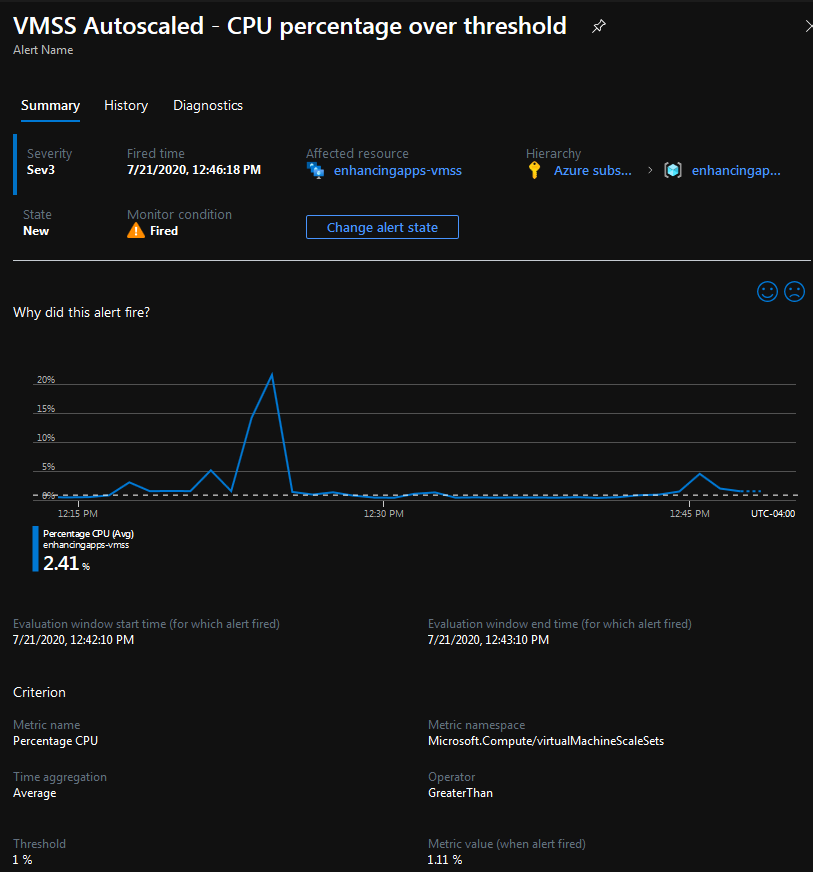 VMSS Autoscaled - CPU percentage over threshold
Alert Name
Summary History Diagnostics
Severity Fired time Affected resource Hierarchy
Sev3 7/21/2020, 12:46:18 PM enhancingapps-vmss Azure subs... > enhancingap...
State Monitor condition
New Fired Change alert state
Why did this alert fire?
20%
15%
10%
5%
0%
12:15 PM 12:30 PM 12:45 PM UTC-04:00
Percentage CPU (Avg)
enhancingapps-vmss
2.41 %
Evaluation window start time (for which alert fired) Evaluation window end time (for which alert fired)
7/21/2020, 12:42:10 PM 7/21/2020, 12:43:10 PM
Criterion
Metric name Metric namespace
Percentage CPU Microsoft.Compute/virtualMachineScaleSets
Time aggregation Operator
Average GreaterThan
Threshold Metric value (when alert fired)
1 % 1.11 %